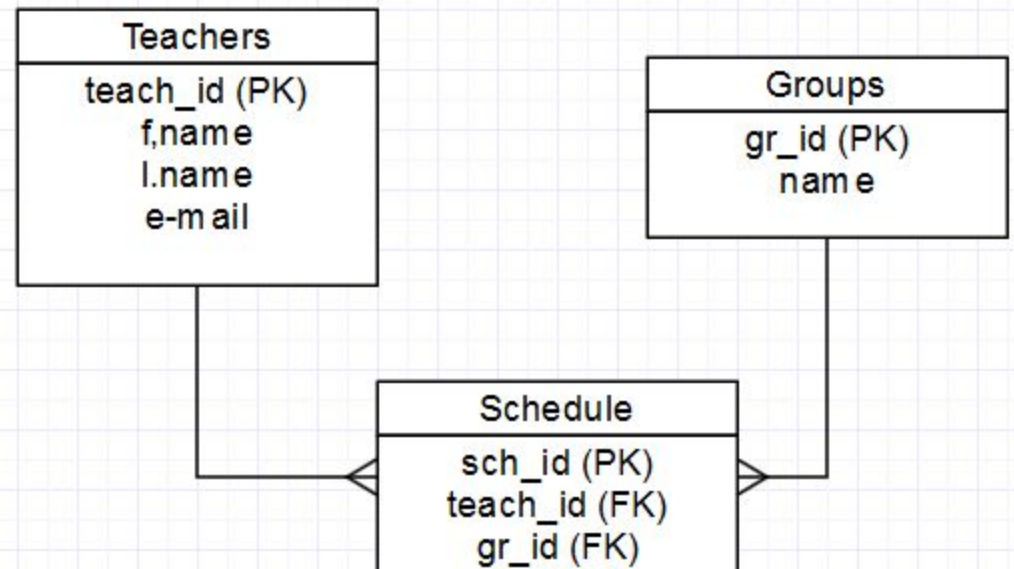 Teachers
teach_id (PK)
f,name
l.name
e-mail
Groups
gr_id (PK)
name
Schedule
sch_id (PK)
teach_id (FK)
gr_id (FK)